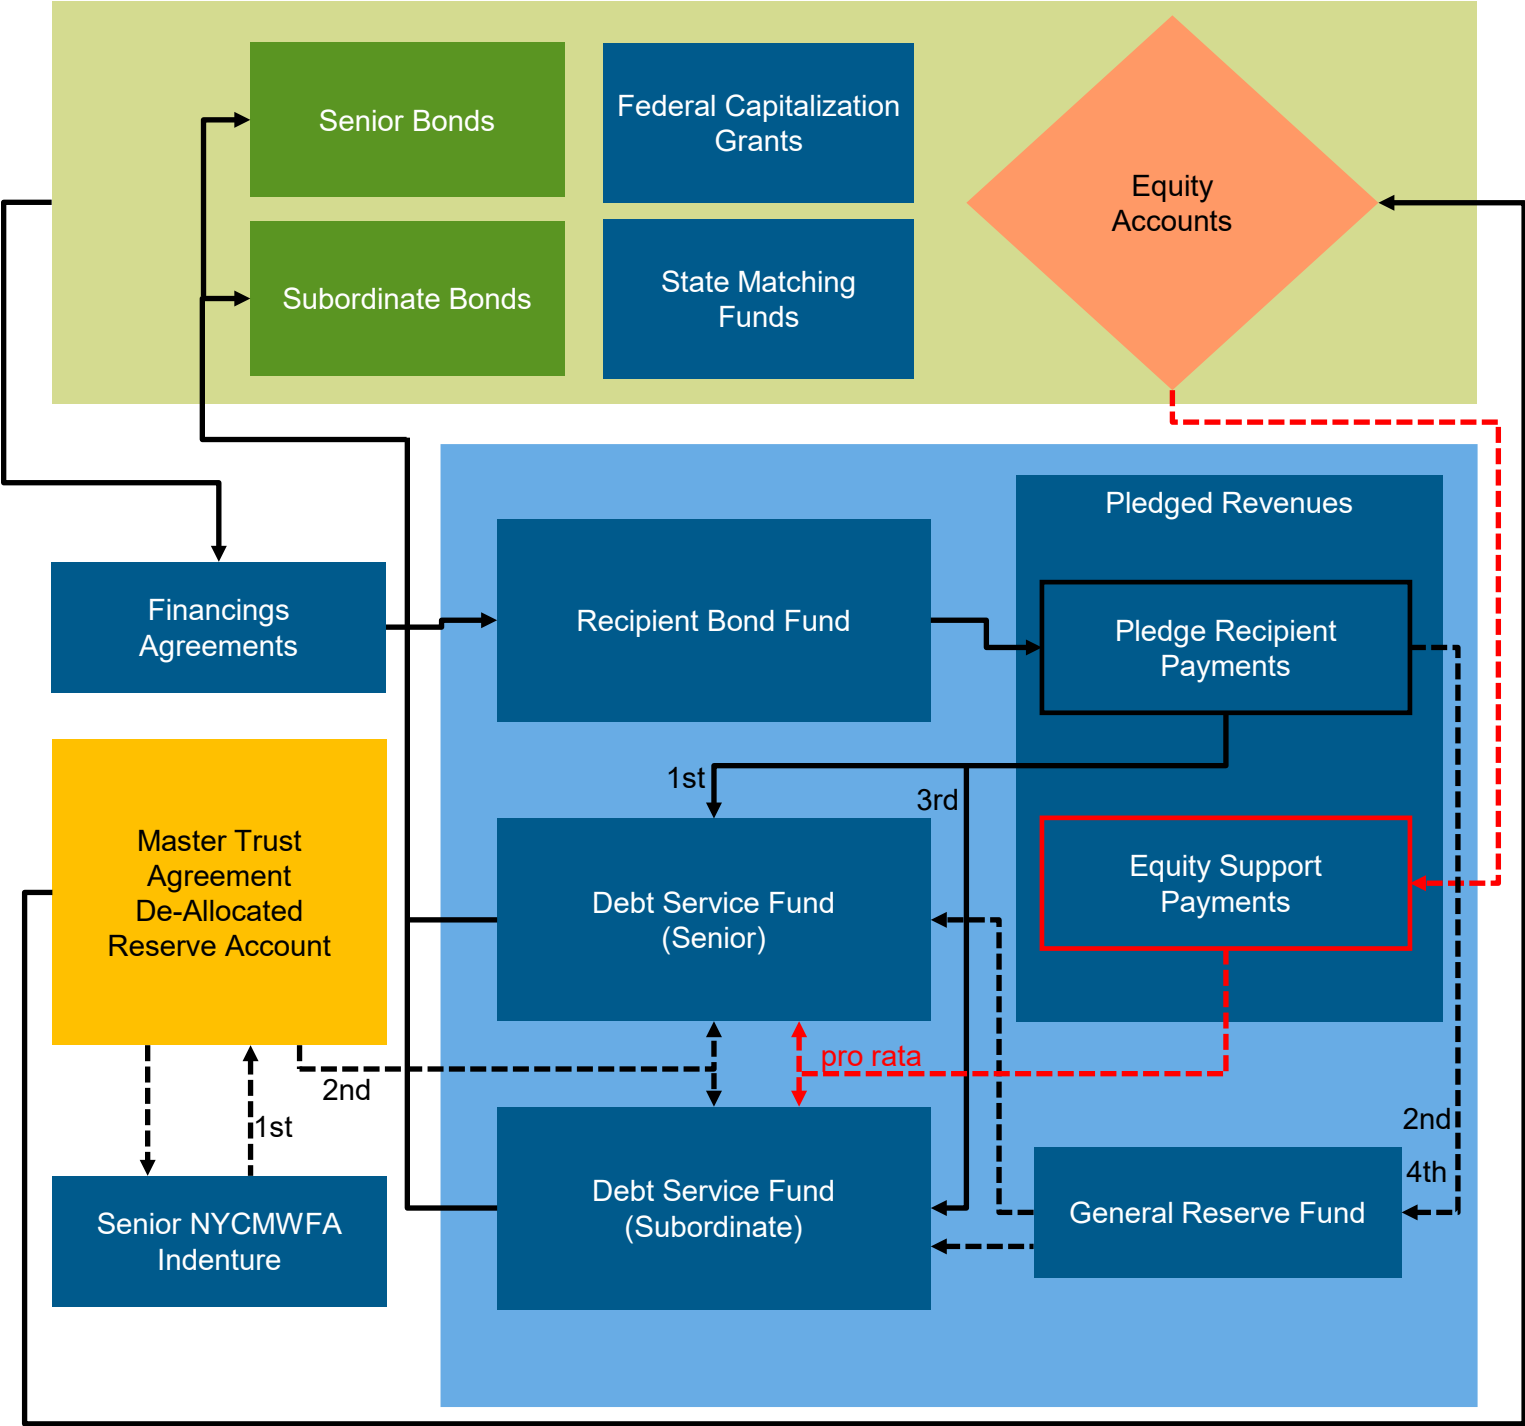 Senior Bonds
Federal Capitalization
Grants
Equity
Accounts
Subordinate Bonds
State Matching
Funds
Pledged Revenues
Financings
Agreements
Recipient Bond Fund
Pledge Recipient
Payments
1st
3rd
Master Trust
Agreement
De-Allocated
Reserve Account
Debt Service Fund
(Senior)
Equity Support
Payments
pro rata
2nd
1st
2nd
4th
Senior NYCMWFA
Indenture
Debt Service Fund
(Subordinate)
General Reserve Fund